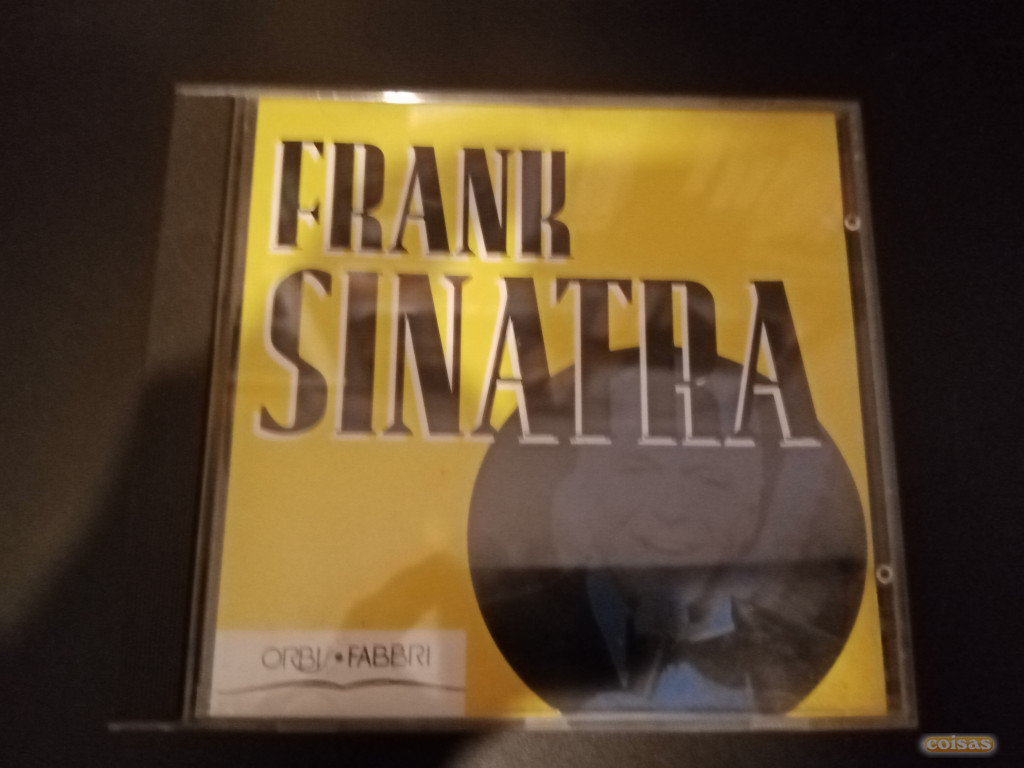 FRANK
SINATRA
ORBIS • FABBRI
coisas